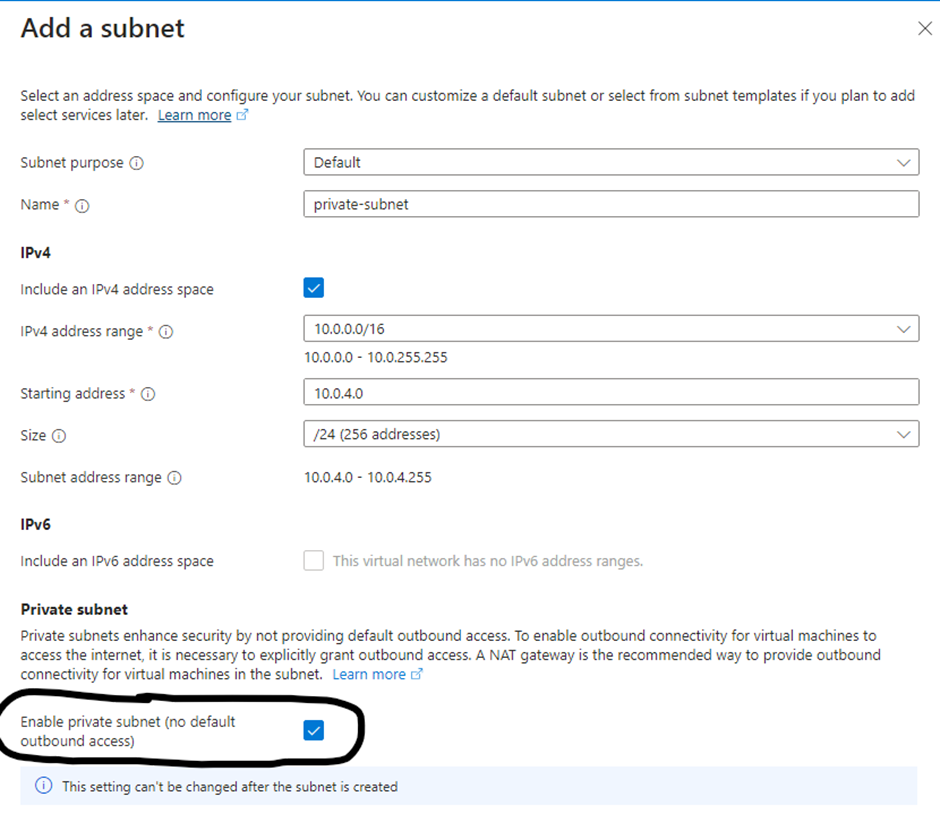 Add a subnet
Select an address space and configure your subnet. You can customize a default subnet or select from subnet templates if you plan to add
select services later. Learn more
Subnet purpose
Default
Name *
private-subnet
IPv4
Include an IPv4 address space
IPv4 address range *
10.0.0.0/16
10.0.0.0 - 10.0.255.255
Starting address *
10.0.4.0
Size
/24 (256 addresses)
Subnet address range
10.0.4.0 - 10.0.4.255
IPv6
Include an IPv6 address space
This virtual network has no IPv6 address ranges.
Private subnet
Private subnets enhance security by not providing default outbound access. To enable outbound connectivity for virtual machines to
access the internet, it is necessary to explicitly grant outbound access. A NAT gateway is the recommended way to provide outbound
connectivity for virtual machines in the subnet. Learn more
Enable private subnet (no default
outbound access)
This setting can't be changed after the subnet is created